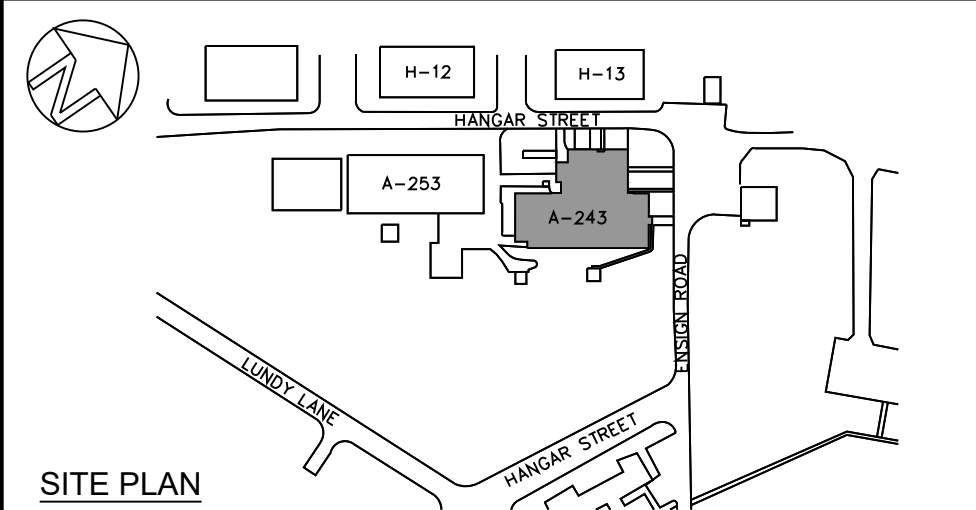 N
H-12
H-13
HANGAR STREET
A-253
A-243
ENSIGN ROAD
LUNDY LANE
HANGAR STREET
SITE PLAN